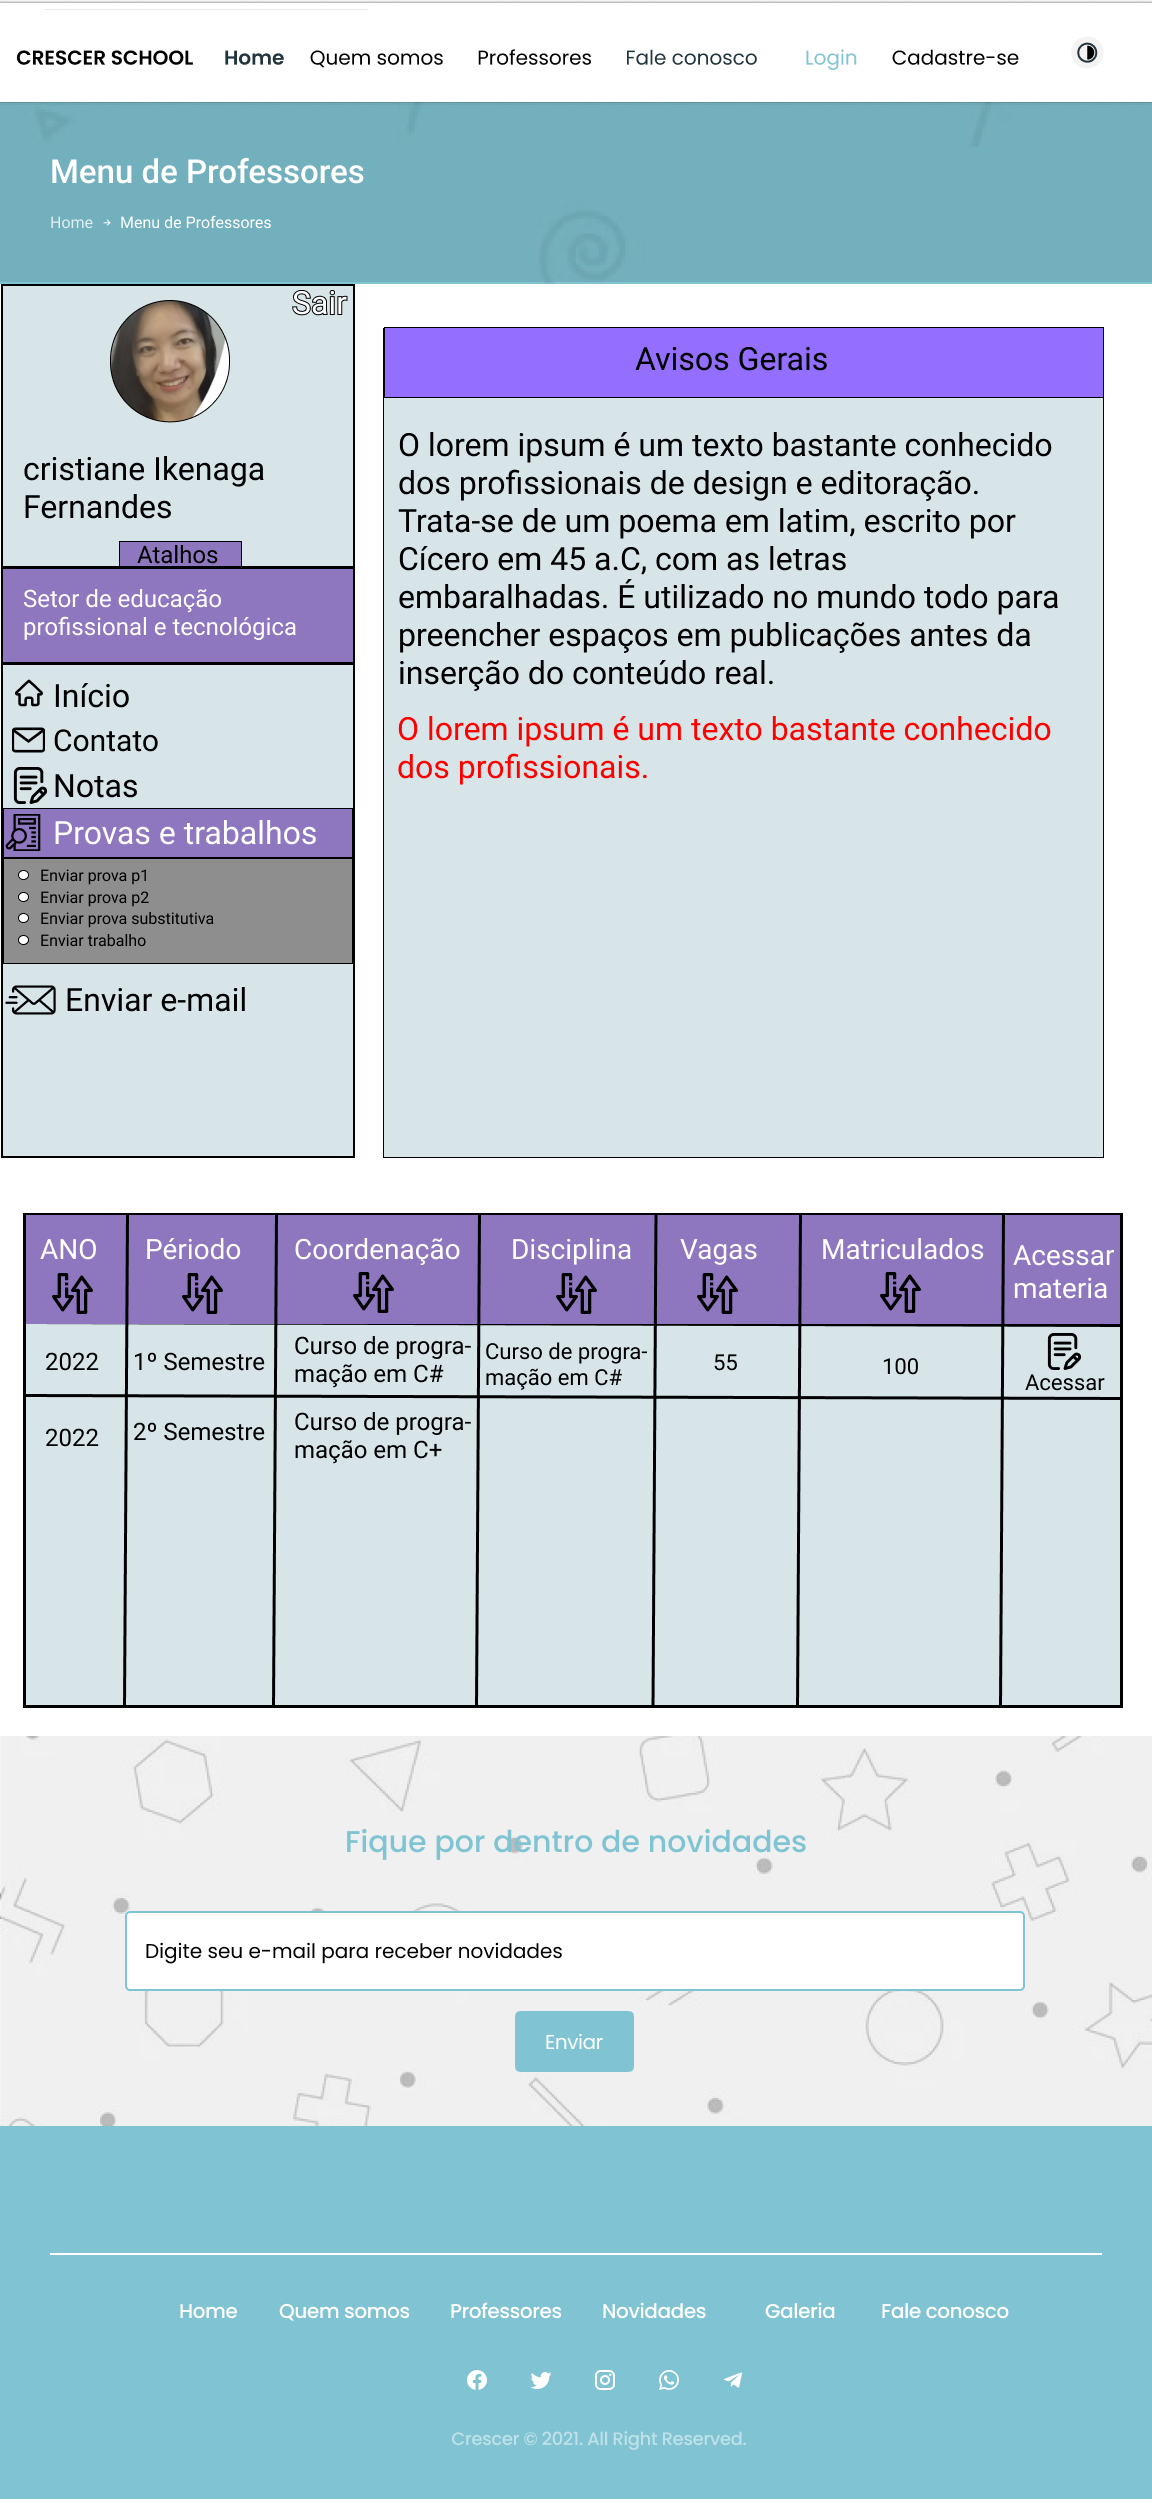 CRESCER SCHOOL Home Quem somos Professores Fale conosco Login Cadastre-se
Menu de Professores
Home → Menu de Professores
Sair
cristiane Ikenaga
Fernandes
Atalhos
Setor de educação
profissional e tecnológica
Início
Contato
Notas
Provas e trabalhos
Enviar prova p1
Enviar prova p2
Enviar prova substitutiva
Enviar trabalho
Enviar e-mail
Avisos Gerais
O lorem ipsum é um texto bastante conhecido
dos profissionais de design e editoração.
Trata-se de um poema em latim, escrito por
Cícero em 45 a.C, com as letras
embaralhadas. É utilizado no mundo todo para
preencher espaços em publicações antes da
inserção do conteúdo real.
O lorem ipsum é um texto bastante conhecido
dos profissionais.
ANO Périodo Coordenação Disciplina Vagas Matriculados Acessar
materia
2022 1º Semestre Curso de progra-
mação em C# Curso de progra-
mação em C# 55 100 Acessar
2022 2º Semestre Curso de progra-
mação em C+
Fique por dentro de novidades
Digite seu e-mail para receber novidades
Enviar
Home Quem somos Professores Novidades Galeria Fale conosco
Crescer © 2021. All Right Reserved.